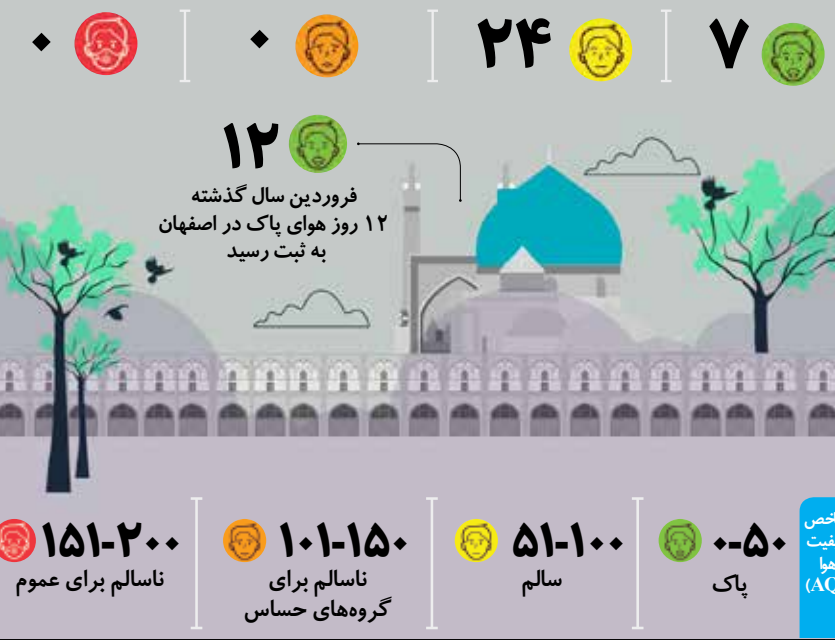 ۷
۲۴
۰
۰
۱۲
فروردین سال گذشته
۱۲ روز هوای پاک در اصفهان
به ثبت رسید
هوا
۰-۵۰
پاک
۵۱-۱۰۰
سالم
۱۰۱-۱۵۰
ناسالم برای
گروه‌های حساس
۱۵۱-۲۰۰
ناسالم برای عموم